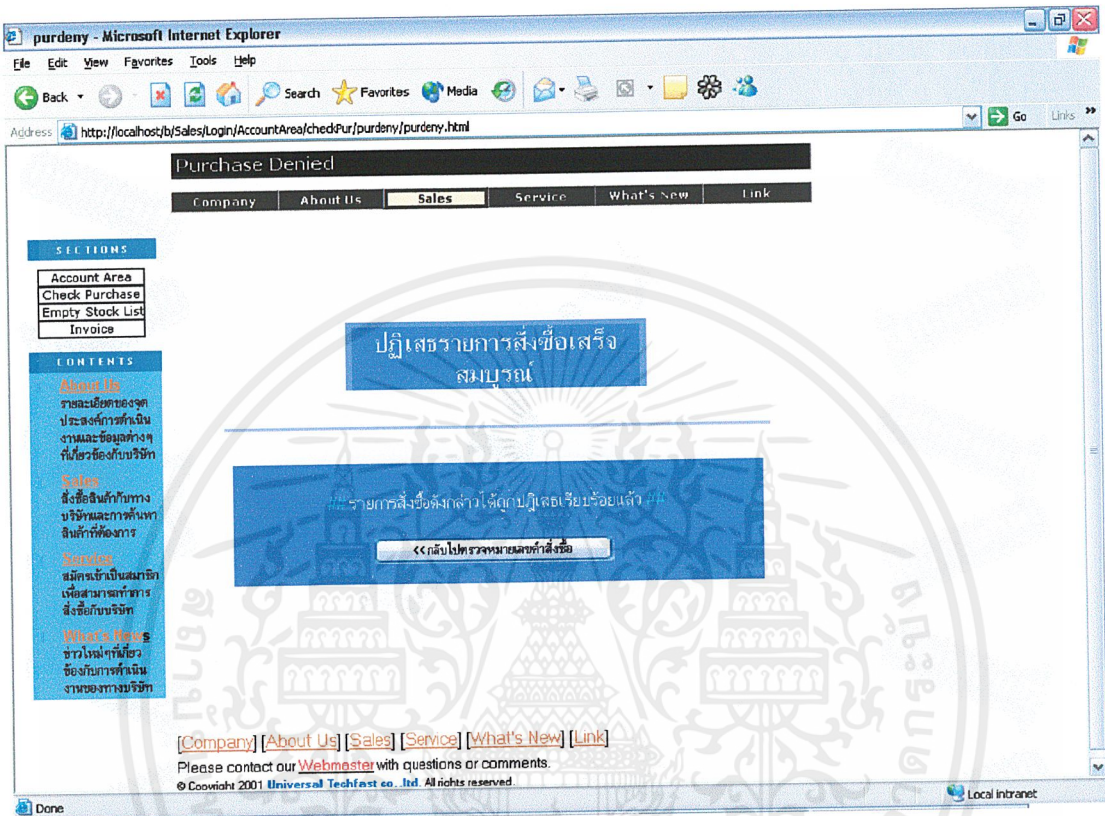 purdeny - Microsoft Internet Explorer
File Edit View Favorites Tools Help
Back Search Favorites Media
Address http://localhost/b/Sales/Login/AccountArea/checkPur/purdeny/purdeny.html Go Links
Purchase Denied
Company About Us Sales Service What's New Link
SECTIONS
Account Area
Check Purchase
Empty Stock List
Invoice
ปฏิเสธรายการสั่งซื้อเสร็จ
สมบูรณ์
CONTENTS
About Us
รายละเอียดของจุด
ประสงค์การดำเนิน
งานและข้อมูลต่างๆ
ที่เกี่ยวข้องกับบริษัท
Sales
สั่งซื้อสินค้ากับทาง
บริษัทและการค้นหา
สินค้าที่ต้องการ
Service
สมัครเข้าเป็นสมาชิก
เพื่อสามารถทำการ
สั่งซื้อกับบริษัท
What's News
ข่าวใหม่ๆที่เกี่ยว
ข้องกับการดำเนิน
งานของทางบริษัท
## รายการสั่งซื้อดังกล่าวได้ถูกปฎิเสธเรียบร้อยแล้ว ##
<<กลับไปตรวจหมายเลขคำสั่งซื้อ
[Company] [About Us] [Sales] [Service] [What's New] [Link]
Please contact our Webmaster with questions or comments.
© Copyright 2001 Universal Techfast co., ltd. All rights reserved.
Done Local intranet